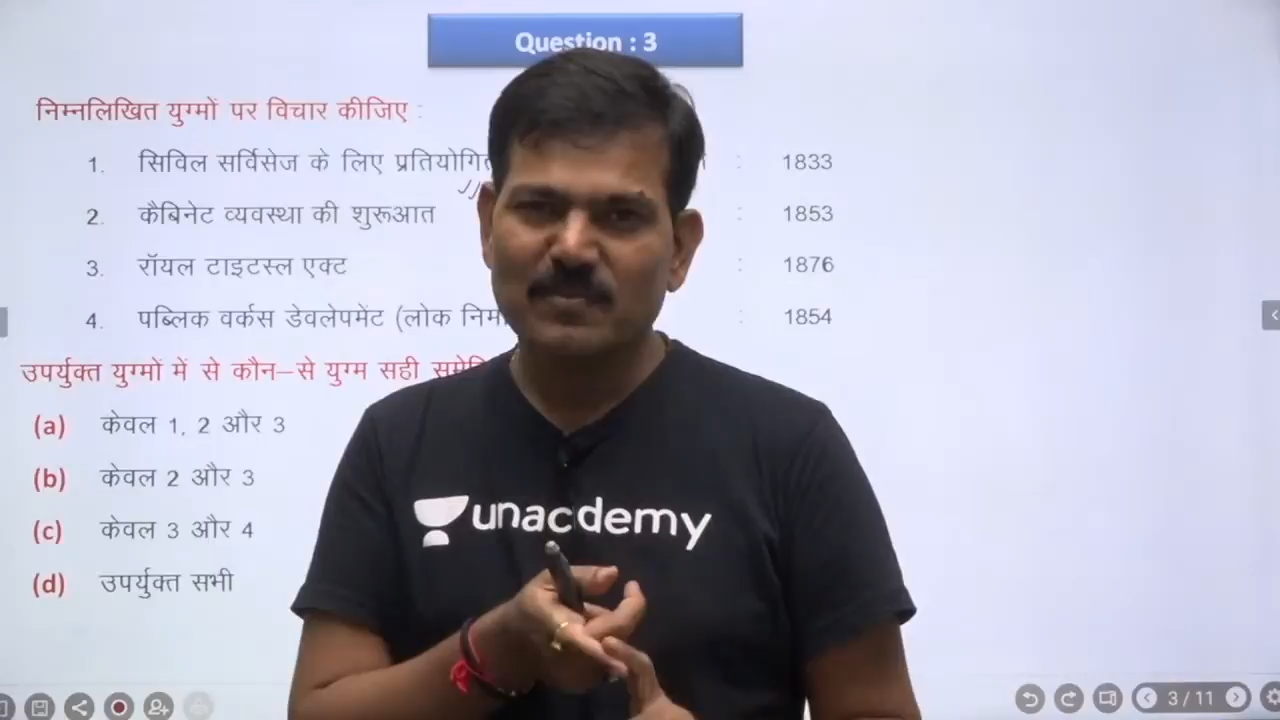 Question : 3
निम्नलिखित युग्मों पर विचार कीजिए :
1. सिविल सर्विसेज के लिए : 1833
2. कैबिनेट व्यवस्था की शुरूआत : 1853
3. रॉयल टाइटस्ल एक्ट : 1876
4. पब्लिक वर्कस डेवलेपमेंट : 1854
उपर्युक्त युग्मों में से कौन–से युग्म सही
(a) केवल 1, 2 और 3
(b) केवल 2 और 3
(c) केवल 3 और 4
(d) उपर्युक्त सभी
unacademy
3 / 11